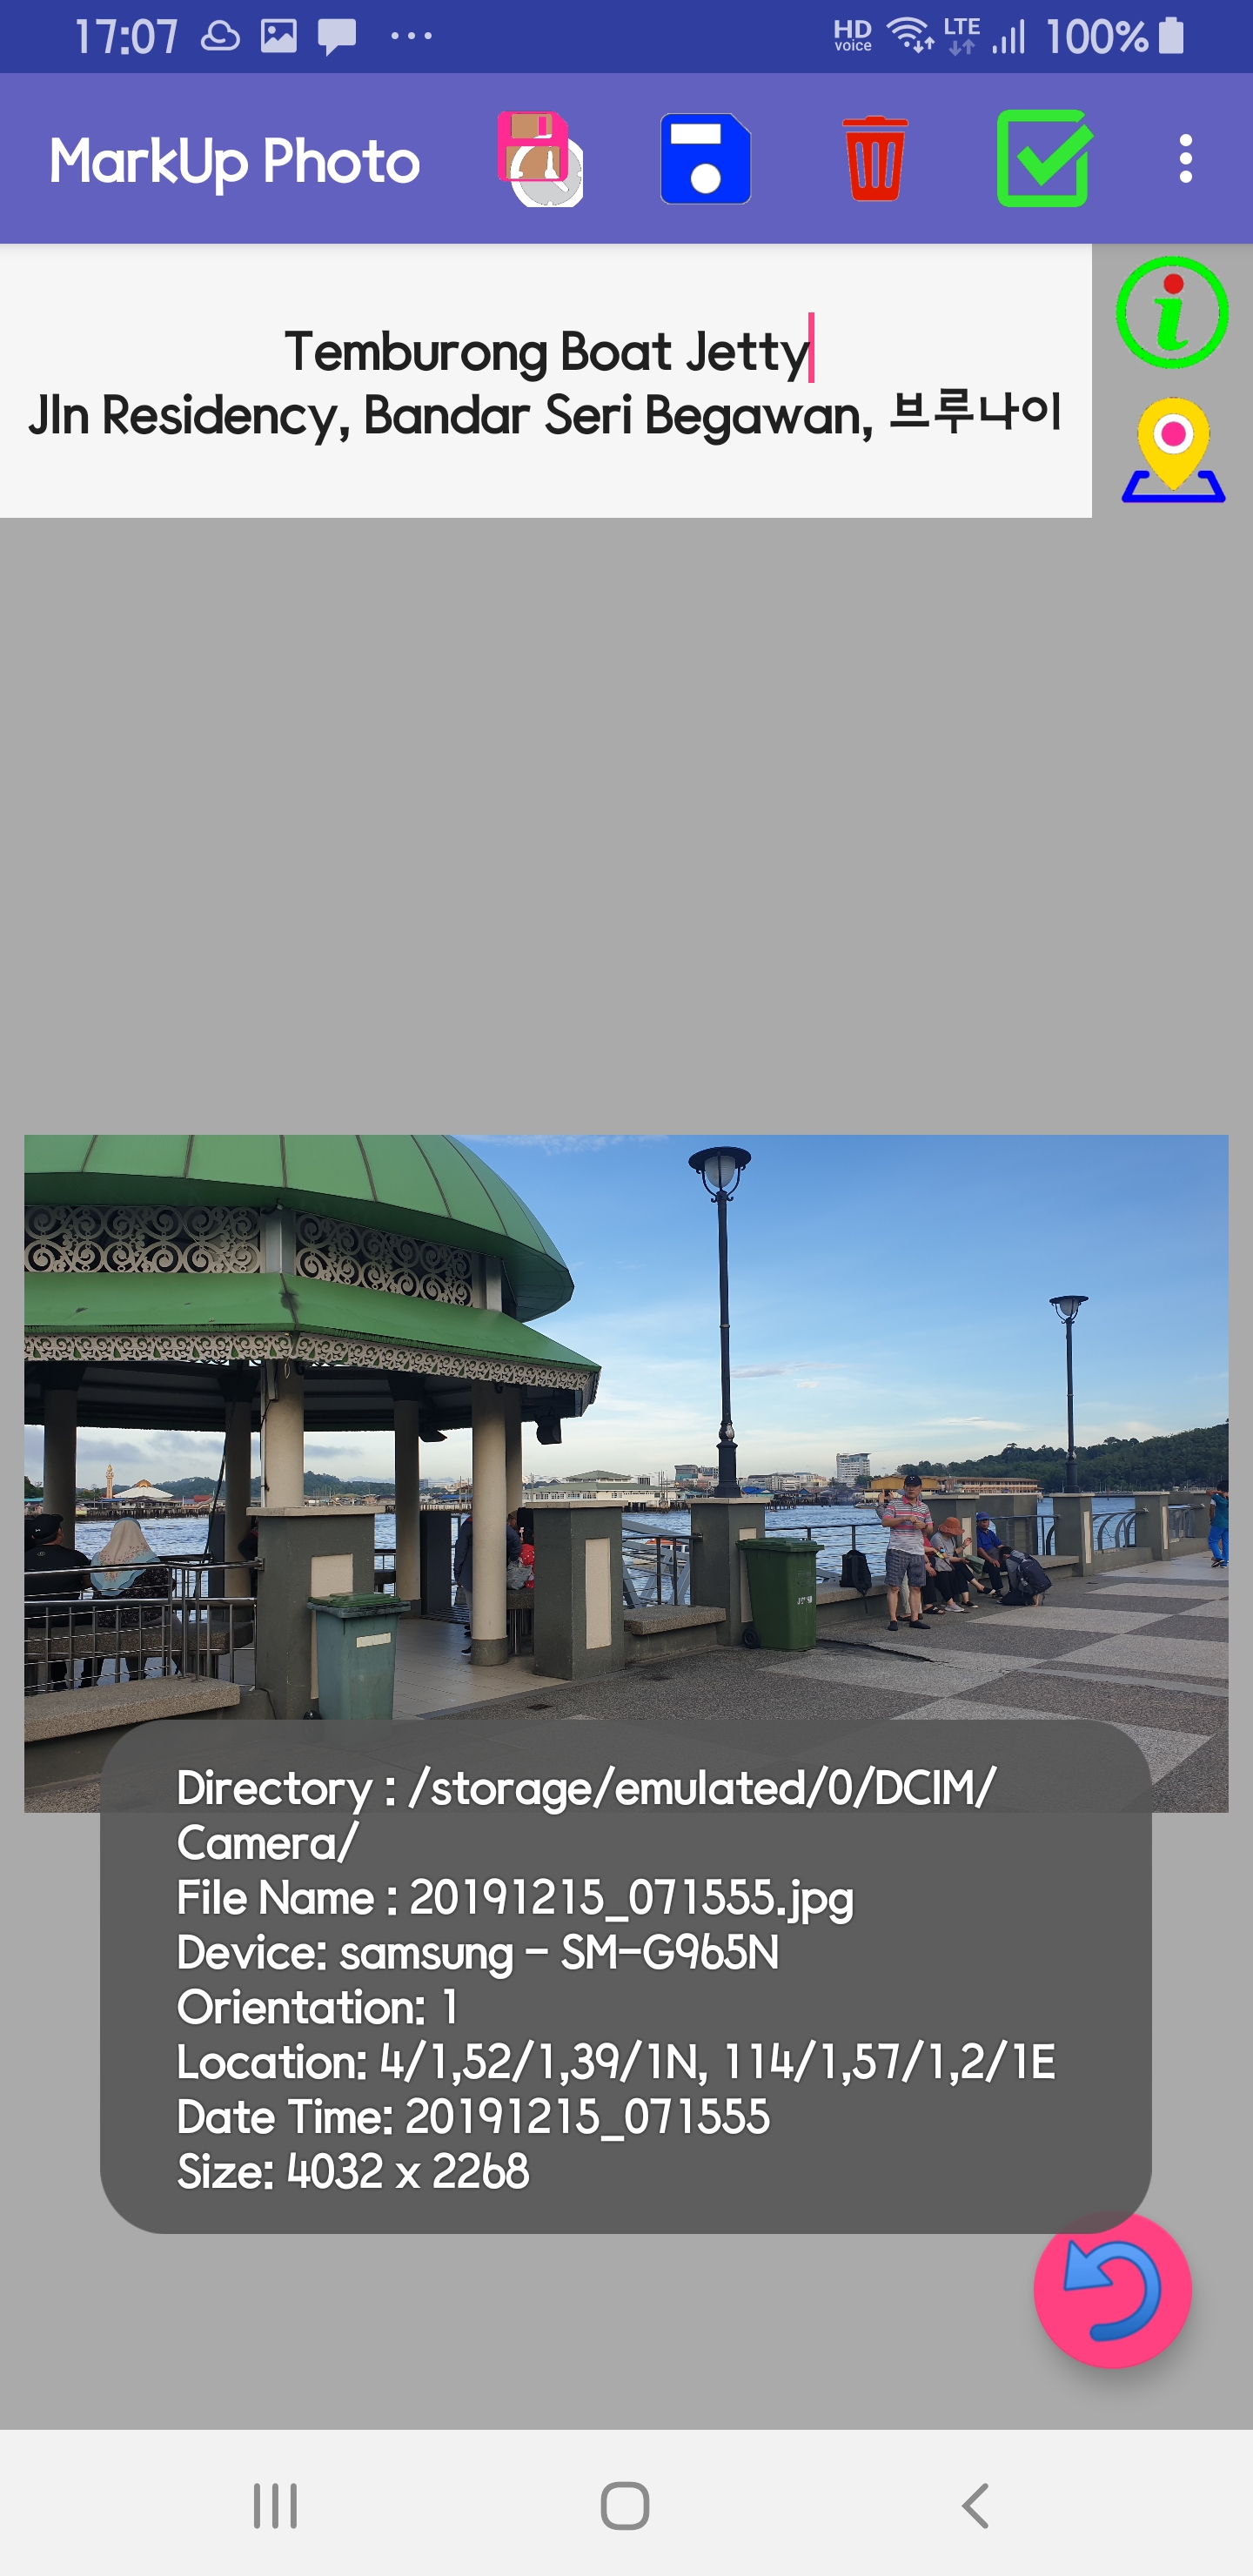 17:07
HD voice
LTE
100%
MarkUp Photo
Temburong Boat Jetty
Jln Residency, Bandar Seri Begawan, 브루나이
Directory : /storage/emulated/0/DCIM/
Camera/
File Name : 20191215_071555.jpg
Device: samsung - SM-G965N
Orientation: 1
Location: 4/1,52/1,39/1N, 114/1,57/1,2/1E
Date Time: 20191215_071555
Size: 4032 x 2268